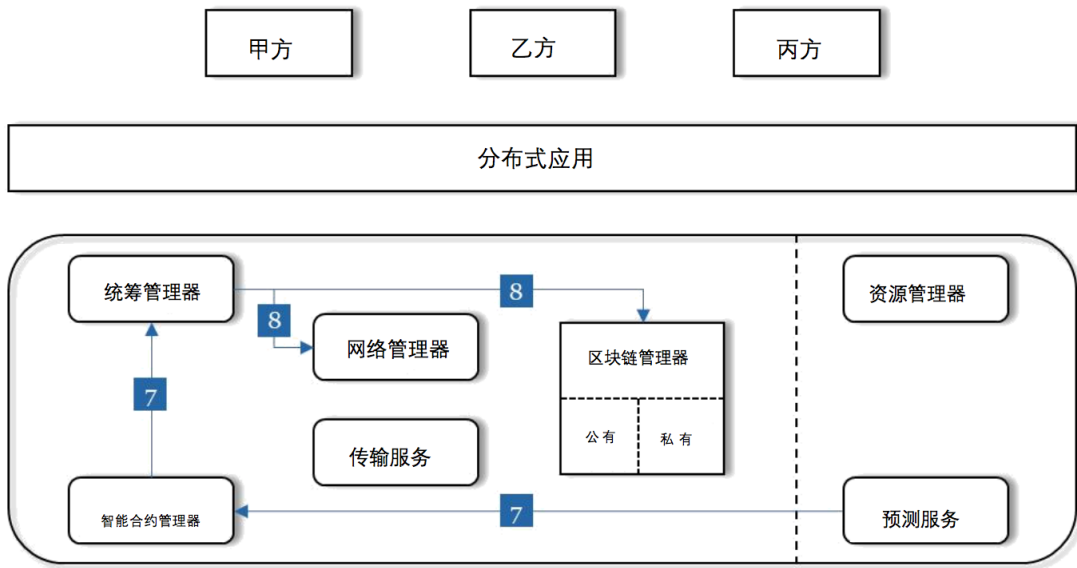 甲方
乙方
丙方
分布式应用
统筹管理器
8
资源管理器
8
网络管理器
区块链管理器
7
公有
私有
传输服务
智能合约管理器
7
预测服务